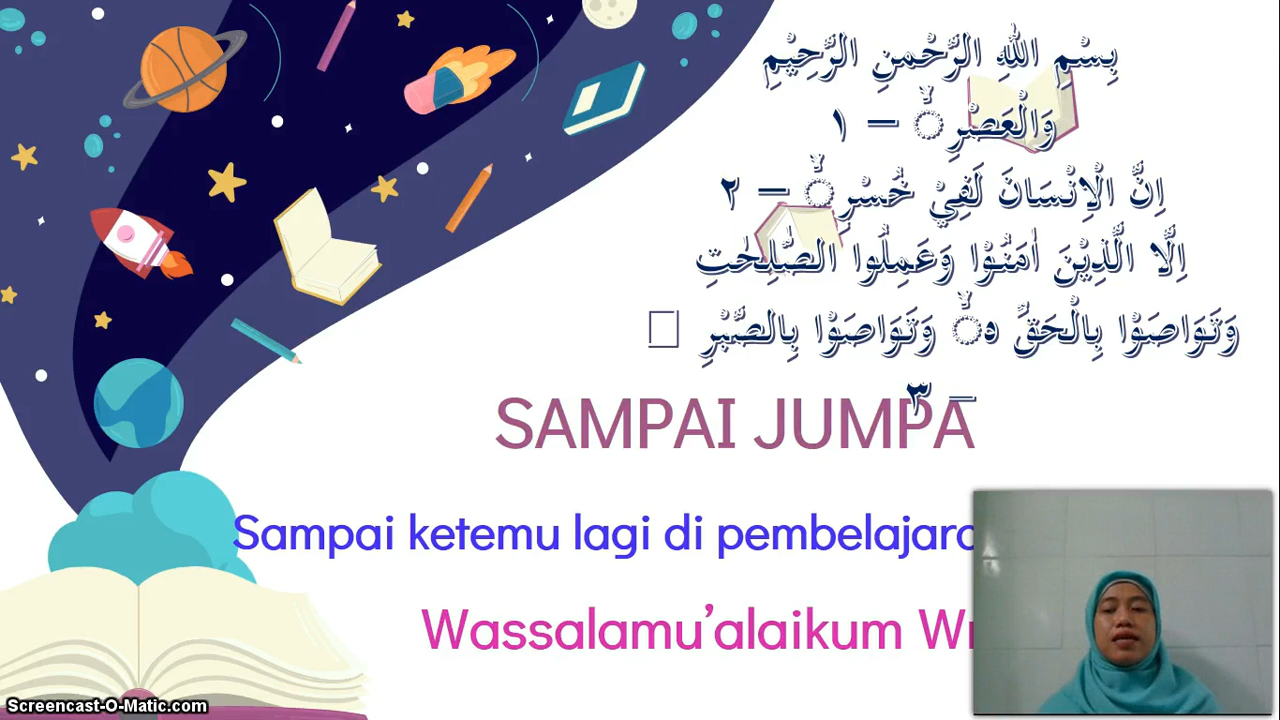 بِسْمِ اللّٰهِ الرَّحْمٰنِ الرَّحِيْمِ
وَالْعَصْرِۙ – ١
اِنَّ الْاِنْسَانَ لَفِيْ خُسْرٍۙ – ٢
اِلَّا الَّذِيْنَ اٰمَنُوْا وَعَمِلُوا الصّٰلِحٰتِ
وَتَوَاصَوْا بِالْحَقِّ ەۙ وَتَوَاصَوْا بِالصَّبْرِ
– ٣
SAMPAI JUMPA
Sampai ketemu lagi di
Wassalamu’alaikum
Screencast-O-Matic.com